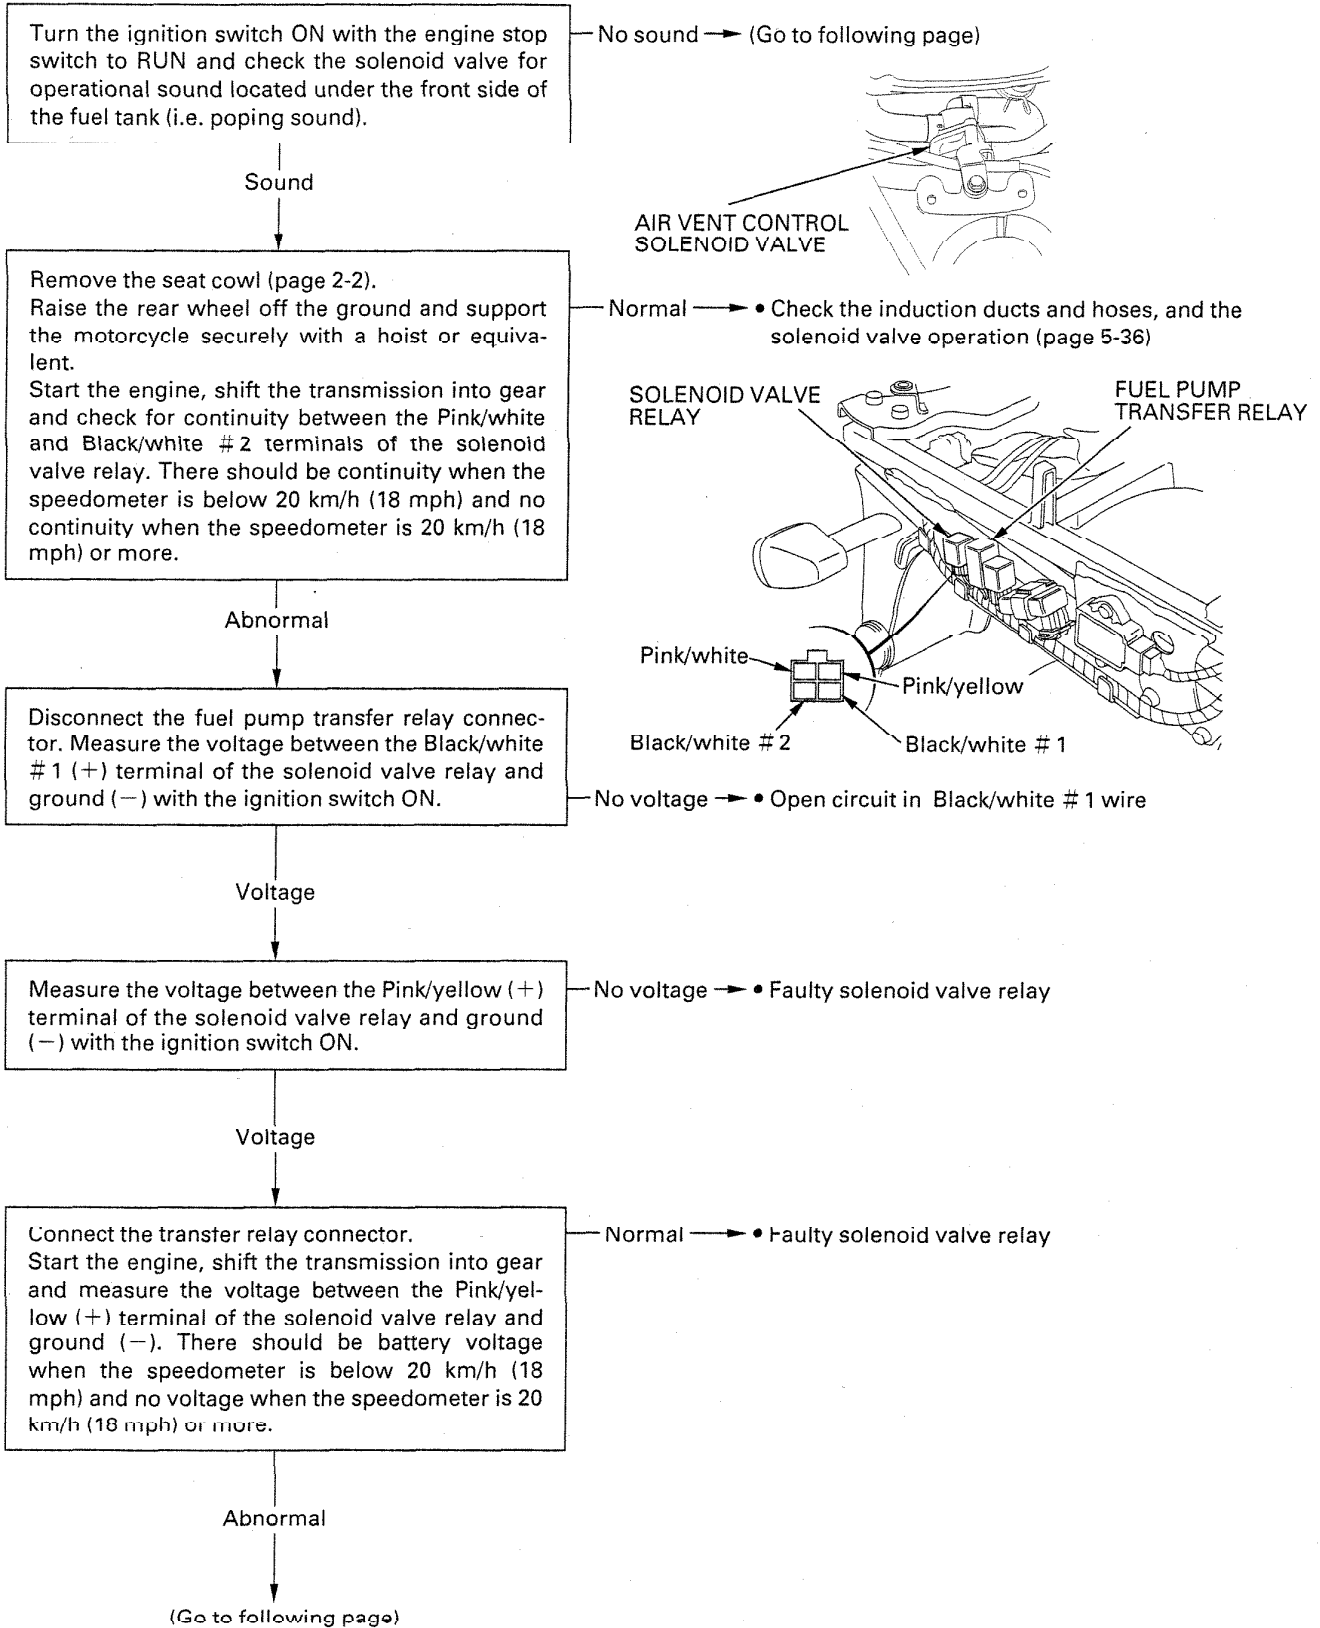 Turn the ignition switch ON with the engine stop
switch to RUN and check the solenoid valve for
operational sound located under the front side of
the fuel tank (i.e. poping sound).
No sound
(Go to following page)
Sound
AIR VENT CONTROL
SOLENOID VALVE
Remove the seat cowl (page 2-2).
Raise the rear wheel off the ground and support
the motorcycle securely with a hoist or equiva-
lent.
Start the engine, shift the transmission into gear
and check for continuity between the Pink/white
and Black/white #2 terminals of the solenoid
valve relay. There should be continuity when the
speedometer is below 20 km/h (18 mph) and no
continuity when the speedometer is 20 km/h (18
mph) or more.
Normal
• Check the induction ducts and hoses, and the
solenoid valve operation (page 5-36)
SOLENOID VALVE
RELAY
FUEL PUMP
TRANSFER RELAY
Pink/white
Pink/yellow
Black/white #2
Black/white #1
Abnormal
Disconnect the fuel pump transfer relay connec-
tor. Measure the voltage between the Black/white
#1 (+) terminal of the solenoid valve relay and
ground (−) with the ignition switch ON.
No voltage
• Open circuit in Black/white #1 wire
Voltage
Measure the voltage between the Pink/yellow (+)
terminal of the solenoid valve relay and ground
(−) with the ignition switch ON.
No voltage
• Faulty solenoid valve relay
Voltage
Connect the transfer relay connector.
Start the engine, shift the transmission into gear
and measure the voltage between the Pink/yel-
low (+) terminal of the solenoid valve relay and
ground (−). There should be battery voltage
when the speedometer is below 20 km/h (18
mph) and no voltage when the speedometer is 20
km/h (18 mph) or more.
Normal
• Faulty solenoid valve relay
Abnormal
(Go to following page)